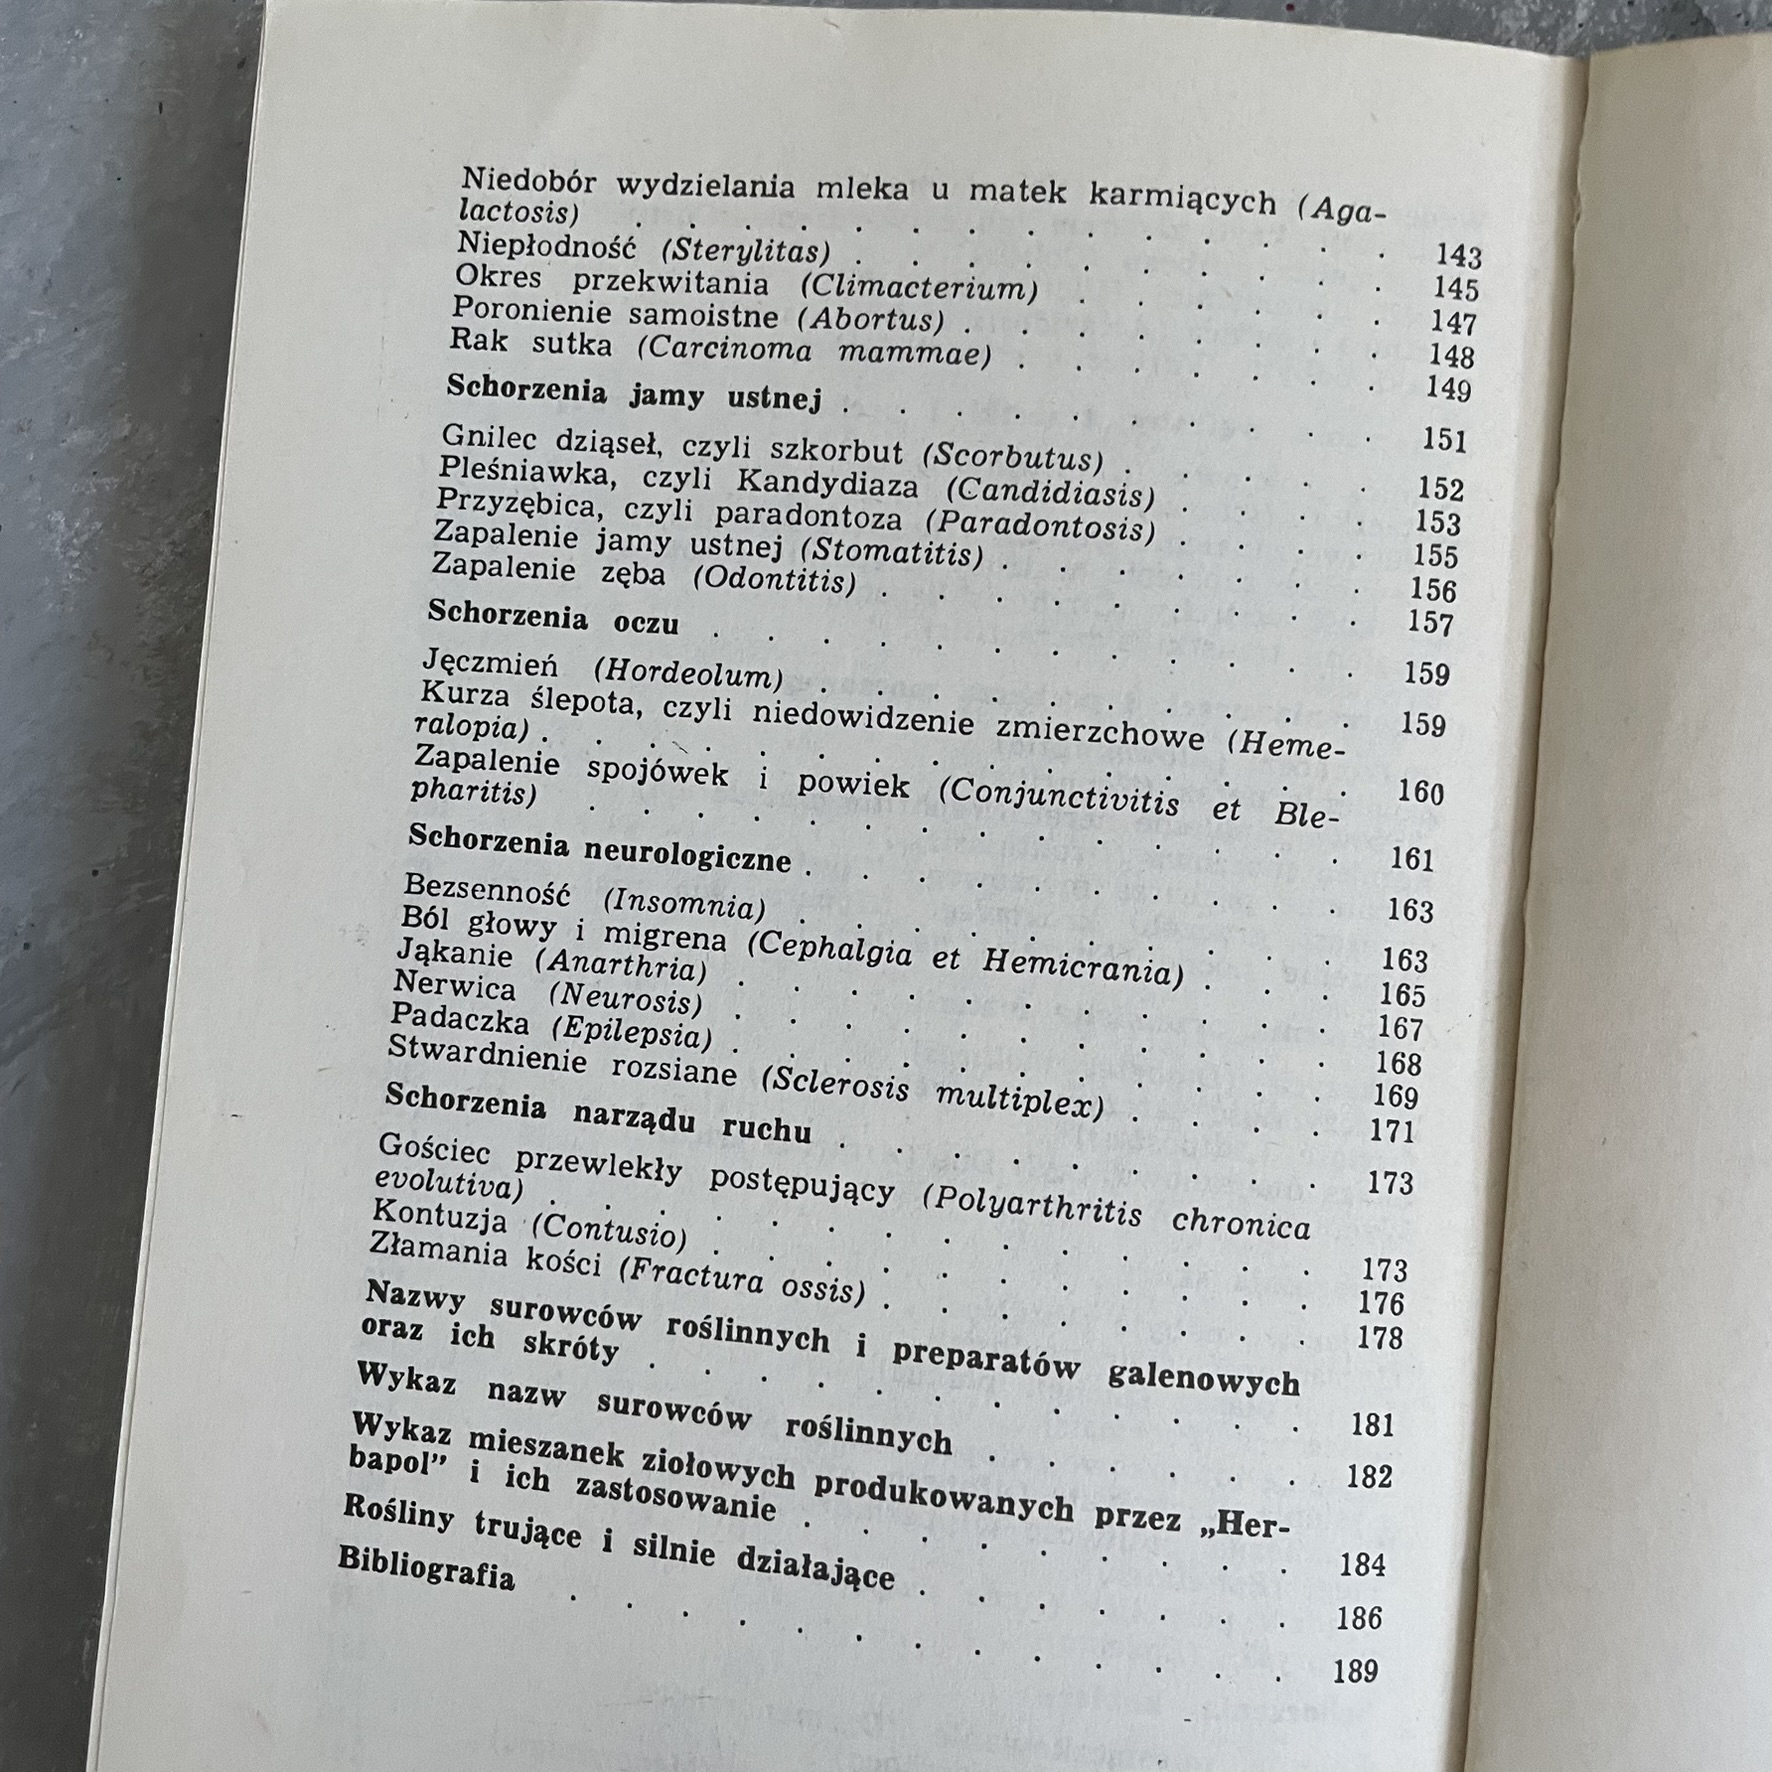 Niedobór wydzielania mleka u matek karmiących (Aga-
lactosis) . . . . . . . . . . . . . . 143
Niepłodność (Sterylitas) . . . . . . . . . . 145
Okres przekwitania (Climacterium) . . . . . . 147
Poronienie samoistne (Abortus) . . . . . . . . 148
Rak sutka (Carcinoma mammae) . . . . . . . 149
Schorzenia jamy ustnej . . . . . . . . . . 151
Gnilec dziąseł, czyli szkorbut (Scorbutus) . . . . . 152
Pleśniawka, czyli Kandydiaza (Candidiasis) . . . . 153
Przyzębica, czyli paradontoza (Paradontosis) . . . . 155
Zapalenie jamy ustnej (Stomatitis) . . . . . . . 156
Zapalenie zęba (Odontitis) . . . . . . . . . 157
Schorzenia oczu . . . . . . . . . . . . 159
Jęczmień (Hordeolum) . . . . . . . . . . 159
Kurza ślepota, czyli niedowidzenie zmierzchowe (Heme-
ralopia) . . . . . . . . . . . . . . . 160
Zapalenie spojówek i powiek (Conjunctivitis et Ble-
pharitis) . . . . . . . . . . . . . . 161
Schorzenia neurologiczne . . . . . . . . . . 163
Bezsenność (Insomnia) . . . . . . . . . . 163
Ból głowy i migrena (Cephalgia et Hemicrania) . . . 165
Jąkanie (Anarthria) . . . . . . . . . . . 167
Nerwica (Neurosis) . . . . . . . . . . . 168
Padaczka (Epilepsia) . . . . . . . . . . . 169
Stwardnienie rozsiane (Sclerosis multiplex) . . . . 171
Schorzenia narządu ruchu . . . . . . . . . 173
Gościec przewlekły postępujący (Polyarthritis chronica
evolutiva) . . . . . . . . . . . . . . 173
Kontuzja (Contusio) . . . . . . . . . . . 176
Złamania kości (Fractura ossis) . . . . . . . . 178
Nazwy surowców roślinnych i preparatów galenowych
oraz ich skróty . . . . . . . . . . . . 181
Wykaz nazw surowców roślinnych . . . . . . 182
Wykaz mieszanek ziołowych produkowanych przez „Her-
bapol” i ich zastosowanie . . . . . . . . . 184
Rośliny trujące i silnie działające . . . . . . . 186
Bibliografia . . . . . . . . . . . . . 189